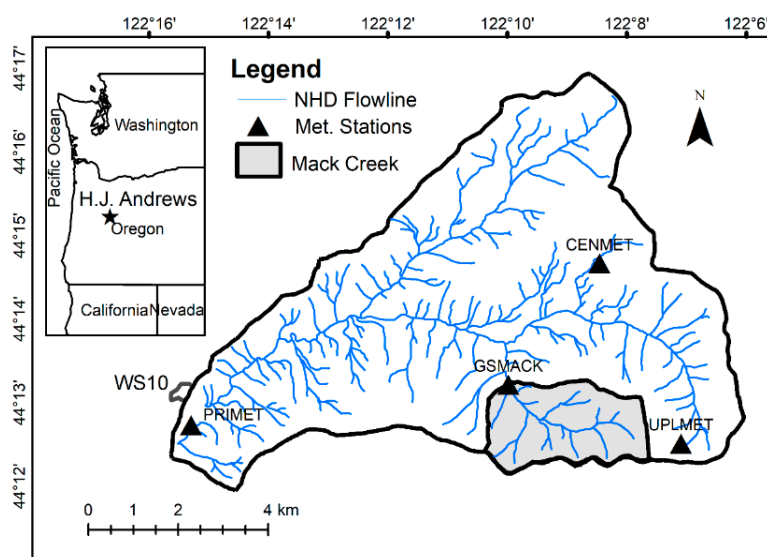 122°16' 122°14' 122°12' 122°10' 122°8' 122°6'
44°17'
44°16'
44°15'
44°14'
44°13'
44°12'
Pacific Ocean
Washington
H.J. Andrews
Oregon
California
Nevada
Legend
NHD Flowline
Met. Stations
Mack Creek
N
CENMET
GSMACK
UPLMET
WS10
PRIMET
0 1 2 4 km